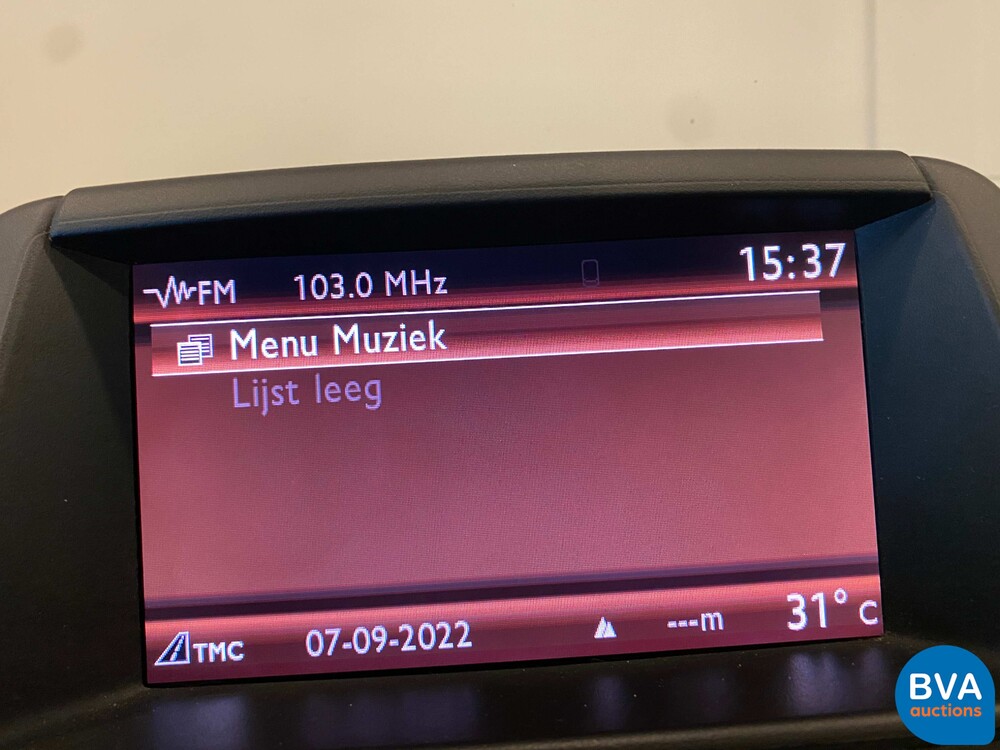 FM 103.0 MHz 15:37
Menu Muziek
Lijst leeg
TMC 07-09-2022 ---m 31° C
BVA
auctions